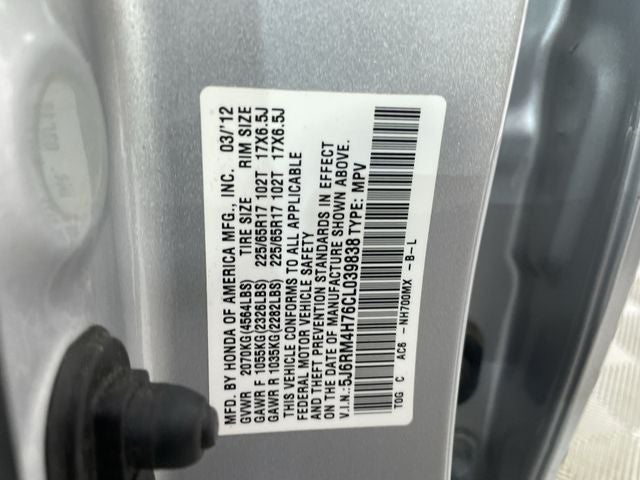 MFD. BY HONDA OF AMERICA MFG., INC. 03/'12
GVWR 2070KG(4564LBS) TIRE SIZE RIM SIZE
GAWR F 1055KG(2326LBS) 225/65R17 102T 17X6.5J
GAWR R 1035KG(2282LBS) 225/65R17 102T 17X6.5J
THIS VEHICLE CONFORMS TO ALL APPLICABLE
FEDERAL MOTOR VEHICLE SAFETY
AND THEFT PREVENTION STANDARDS IN EFFECT
ON THE DATE OF MANUFACTURE SHOWN ABOVE.
V.I.N.:5J6RM4H76CL039838 TYPE: MPV
TOG C AC8 -NH700MX -B-L